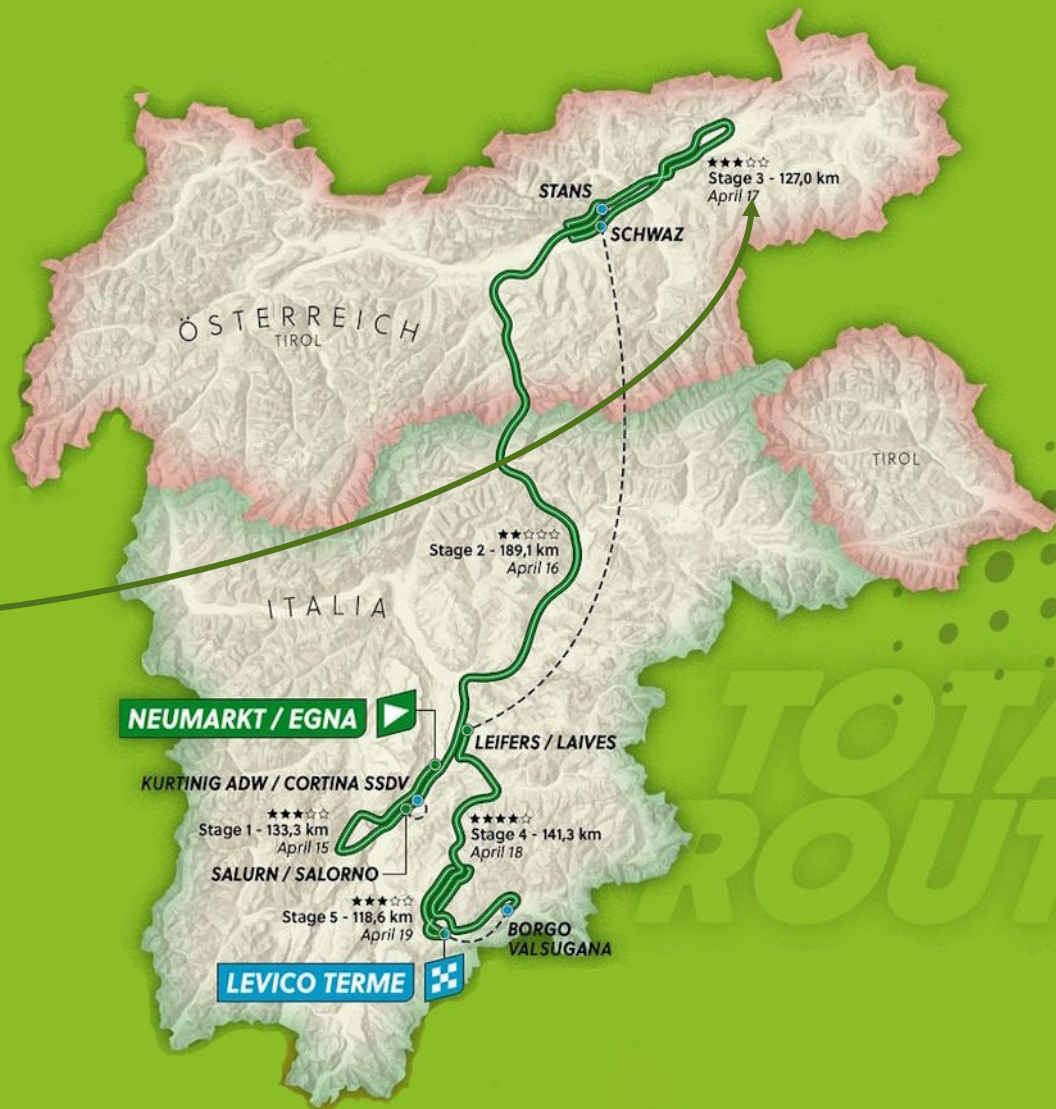 STANS
SCHWAZ
★★★☆☆
Stage 3 - 127,0 km
April 17
ÖSTERREICH
TIROL
TIROL
★★☆☆☆
Stage 2 - 189,1 km
April 16
ITALIA
NEUMARKT / EGNA
LEIFERS / LAIVES
KURTINIG ADW / CORTINA SSDV
★★★☆☆
Stage 1 - 133,3 km
April 15
SALURN / SALORNO
★★★★☆
Stage 4 - 141,3 km
April 18
★★★☆☆
Stage 5 - 118,6 km
April 19
BORGO
VALSUGANA
LEVICO TERME
TOTA
ROUT